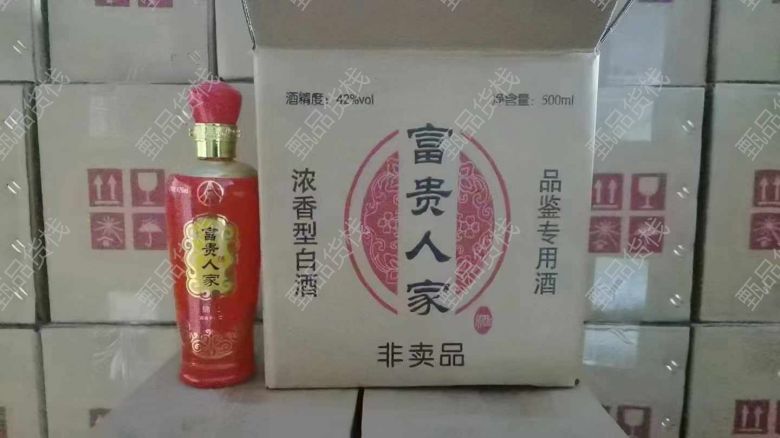 酒精度：42%vol
净含量：500ml
浓香型白酒
富贵人家
品鉴专用酒
非卖品
富贵人家
甄品货栈